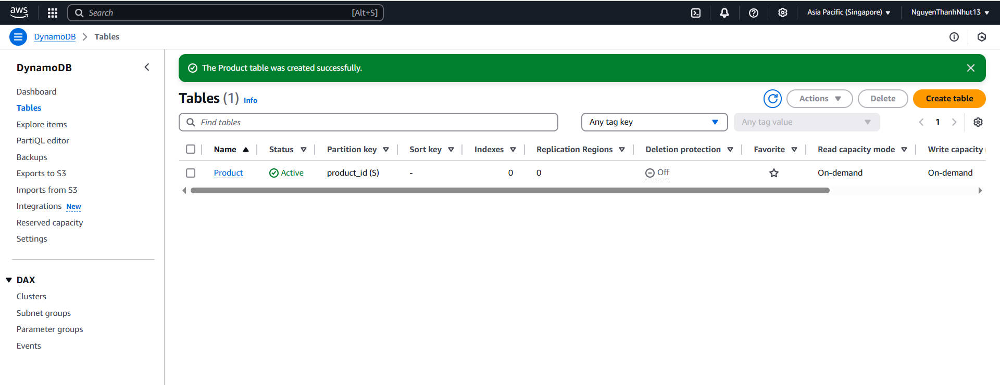 aws
Search [Alt+S]
Asia Pacific (Singapore)
NguyenThanhNhut13
DynamoDB
Tables
DynamoDB
Dashboard
Tables
Explore items
PartiQL editor
Backups
Exports to S3
Imports from S3
Integrations New
Reserved capacity
Settings
DAX
Clusters
Subnet groups
Parameter groups
Events
The Product table was created successfully.
Tables (1) Info
Actions
Delete
Create table
Find tables
Any tag key
Any tag value
1
Name Status Partition key Sort key Indexes Replication Regions Deletion protection Favorite Read capacity mode Write capacity
Product Active product_id (S) - 0 0 Off On-demand On-demand